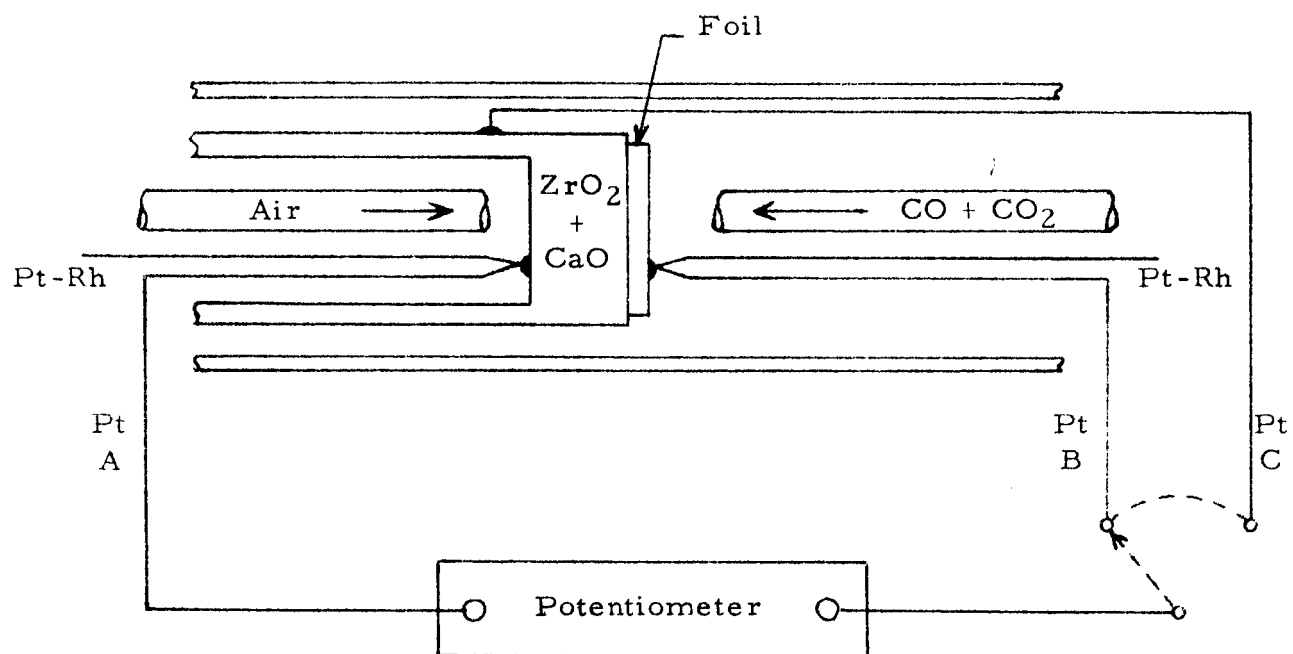 Foil
ZrO₂
+
CaO
Air
CO + CO₂
Pt-Rh
Pt-Rh
Pt
A
Pt
B
Pt
C
Potentiometer